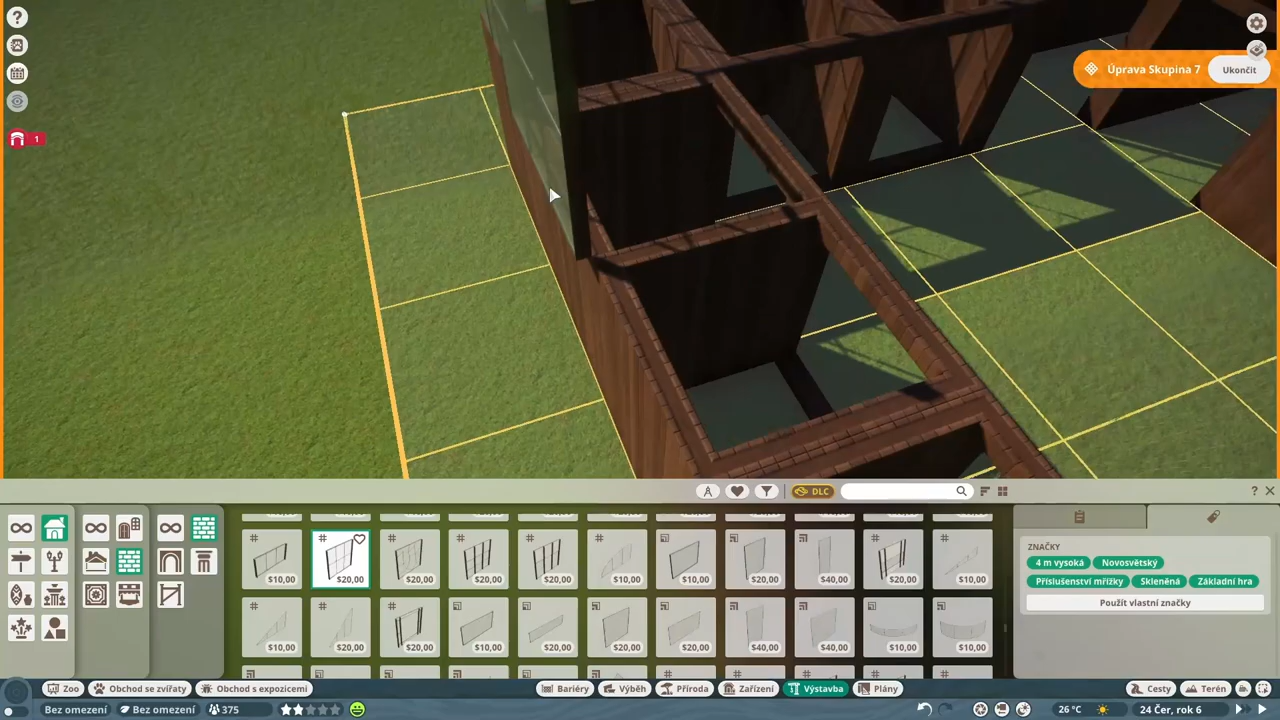 ?
Úprava Skupina 7
Ukončit
1
DLC
? ×
$10,00 $20,00 $20,00 $20,00 $20,00 $10,00 $10,00 $20,00 $40,00 $20,00 $10,00
ZNAČKY
4 m vysoká Novosvětský
Příslušenství mřížky Skleněná Základní hra
Použít vlastní značky
$10,00 $20,00 $20,00 $10,00 $20,00 $20,00 $20,00 $40,00 $40,00 $10,00 $10,00
Zoo Obchod se zvířaty Obchod s expozicemi Bariéry Výběh Příroda Zařízení Výstavba Plány Cesty Terén
Bez omezení Bez omezení 375 26 °C 24 Čer, rok 6